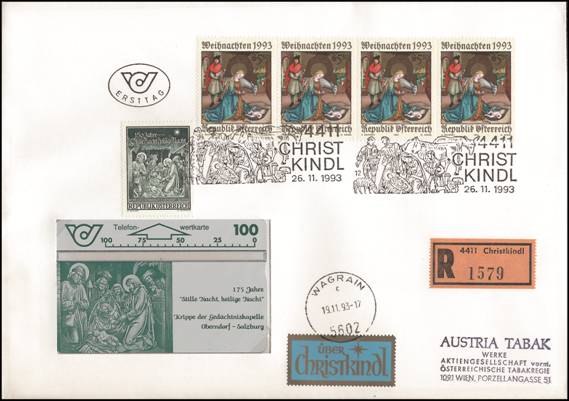 Weihnachten 1993
Weihnachten 1993
Weihnachten 1993
Weihnachten 1993
Republik Österreich
Republik Österreich
ERSTTAG
150 Jahre
REPUBLIK ÖSTERREICH
4411
CHRIST
KINDL
26. 11. 1993
4411
CHRIST
KINDL
26. 11. 1993
12
Telefon- wertkarte 100
100 75 50 25 0
175 Jahre
"Stille Nacht, heilige Nacht"
Krippe der Gedächtniskapelle
Oberndorf - Salzburg
4411 Christkindl
R 1579
WAGRAIN
c
19.11.93-17
5602
ÜBER
Christkindl
AUSTRIA TABAK
WERKE
AKTIENGESELLSCHAFT vorm.
ÖSTERREICHISCHE TABAKREGIE
1091 WIEN, PORZELLANGASSE 51